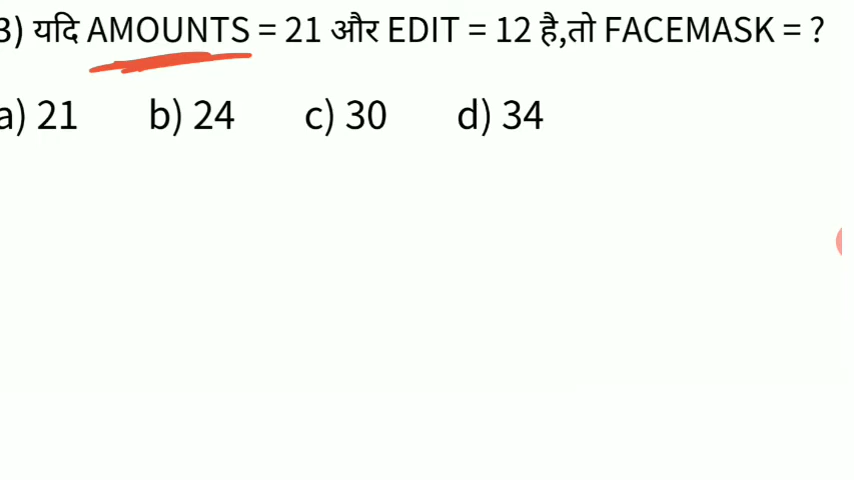 3) यदि AMOUNTS = 21 और EDIT = 12 है,तो FACEMASK = ?
a) 21 b) 24 c) 30 d) 34